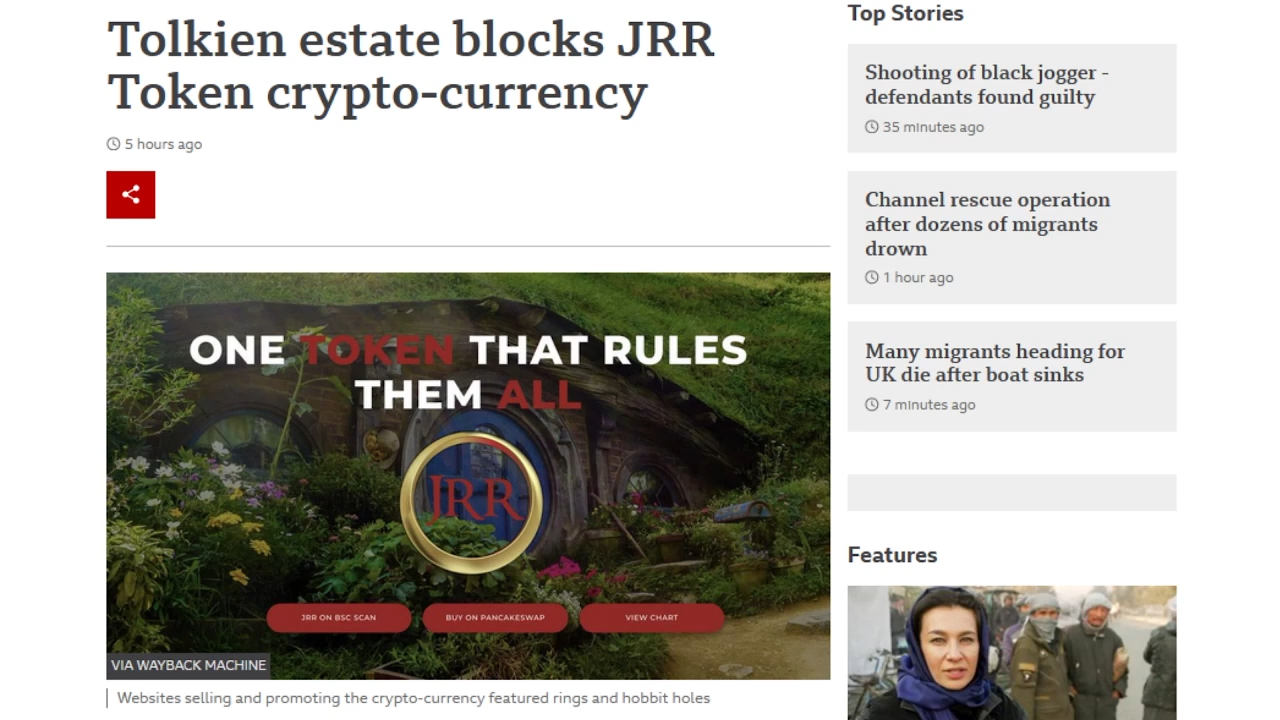 Tolkien estate blocks JRR
Token crypto-currency
5 hours ago
ONE TOKEN THAT RULES
THEM ALL
JRR
JRR ON BSC SCAN
BUY ON PANCAKESWAP
VIEW CHART
VIA WAYBACK MACHINE
Websites selling and promoting the crypto-currency featured rings and hobbit holes
Top Stories
Shooting of black jogger -
defendants found guilty
35 minutes ago
Channel rescue operation
after dozens of migrants
drown
1 hour ago
Many migrants heading for
UK die after boat sinks
7 minutes ago
Features